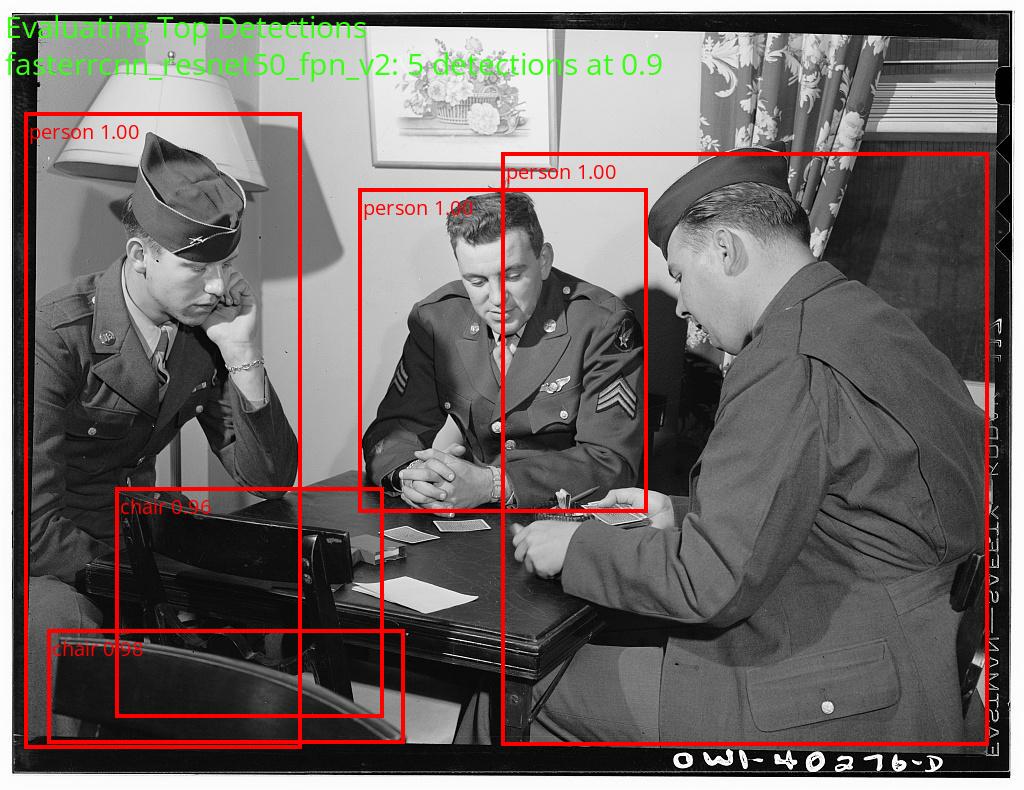 Evaluating Top Detections
fasterrcnn_resnet50_fpn_v2: 5 detections at 0.9
person 1.00
person 1.00
person 1.00
chair 0.96
chair 0.98
OWI-40276-D